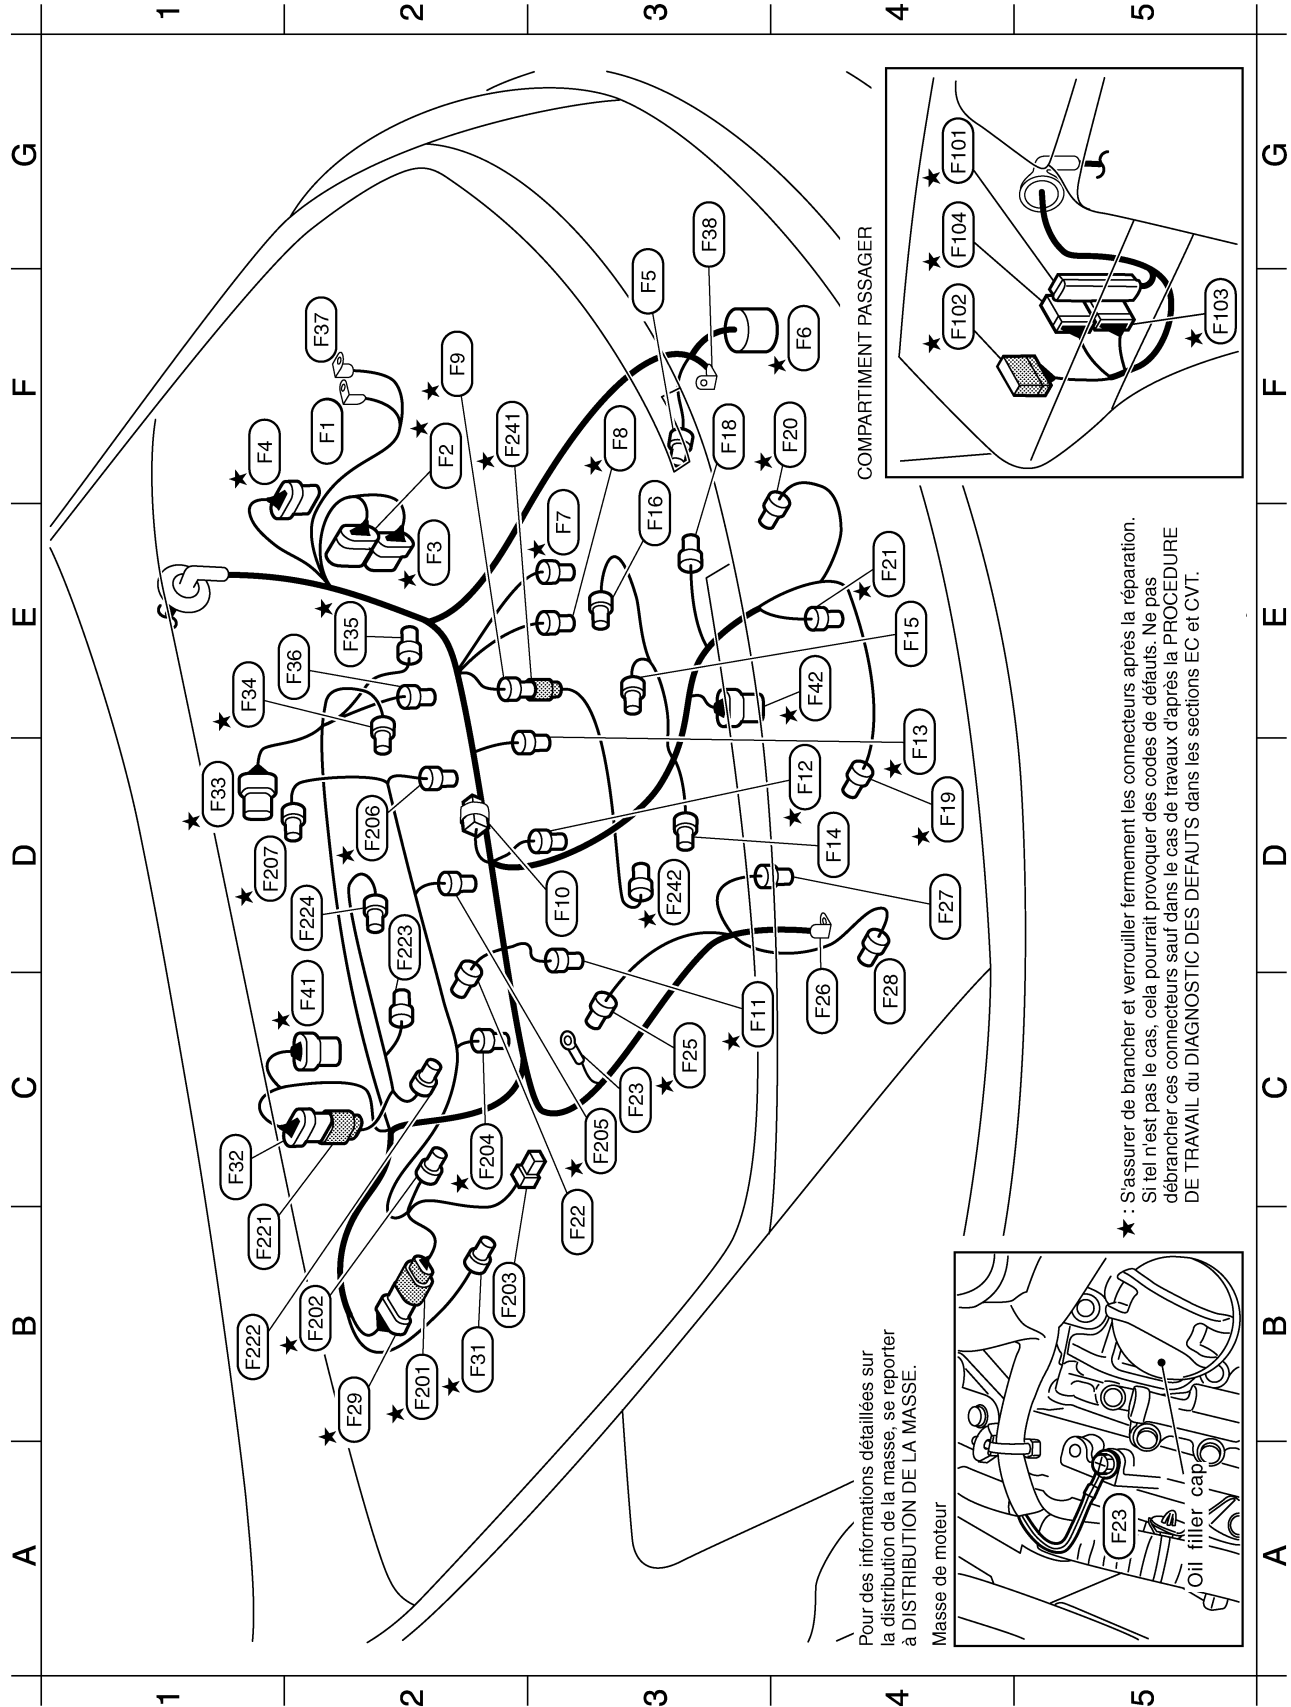 1
2
3
4
5
G
F
E
D
C
B
A
F37
F1
F4
F2
F3
F9
F241
F8
F7
F5
F38
F6
F18
F20
F16
★
F35
F36
F34
F33
F207
F206
F224
F223
F41
F32
F221
F222
F202
F29
F201
F31
F203
F22
F204
F205
F23
F25
F11
F10
F242
F12
F14
F13
F15
F42
F21
F19
F27
F26
F28
COMPARTIMENT PASSAGER
F101
F104
F102
F103
★ : S'assurer de brancher et verrouiller fermement les connecteurs après la réparation.
Si tel n'est pas le cas, cela pourrait provoquer des codes de défauts. Ne pas
débrancher ces connecteurs sauf dans le cas de travaux d'après la PROCEDURE
DE TRAVAIL du DIAGNOSTIC DES DEFAUTS dans les sections EC et CVT.
Pour des informations détaillées sur
la distribution de la masse, se reporter
à DISTRIBUTION DE LA MASSE.
Masse de moteur
F23
Oil filler cap
1
2
3
4
5
G
F
E
D
C
B
A